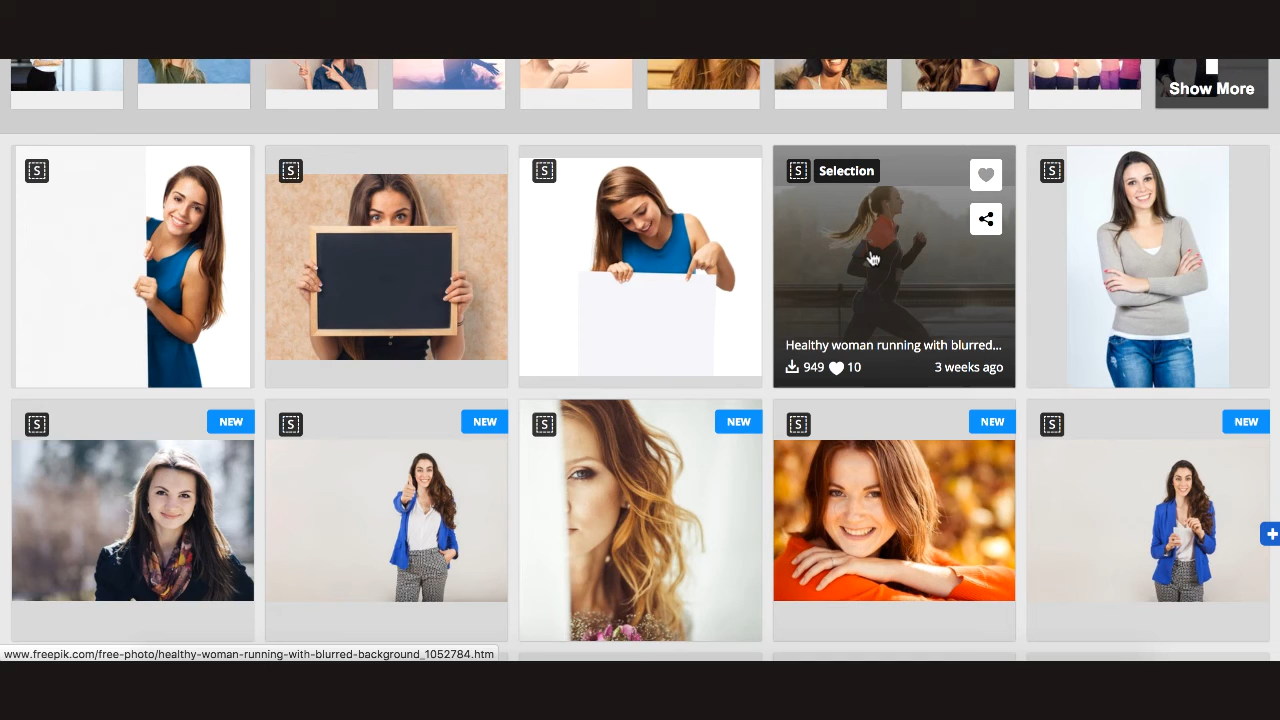 Show More
S
S
S
S Selection
S
Healthy woman running with blurred...
949 10 3 weeks ago
S NEW
S NEW
S NEW
S NEW
S NEW
www.freepik.com/free-photo/healthy-woman-running-with-blurred-background_1052784.htm